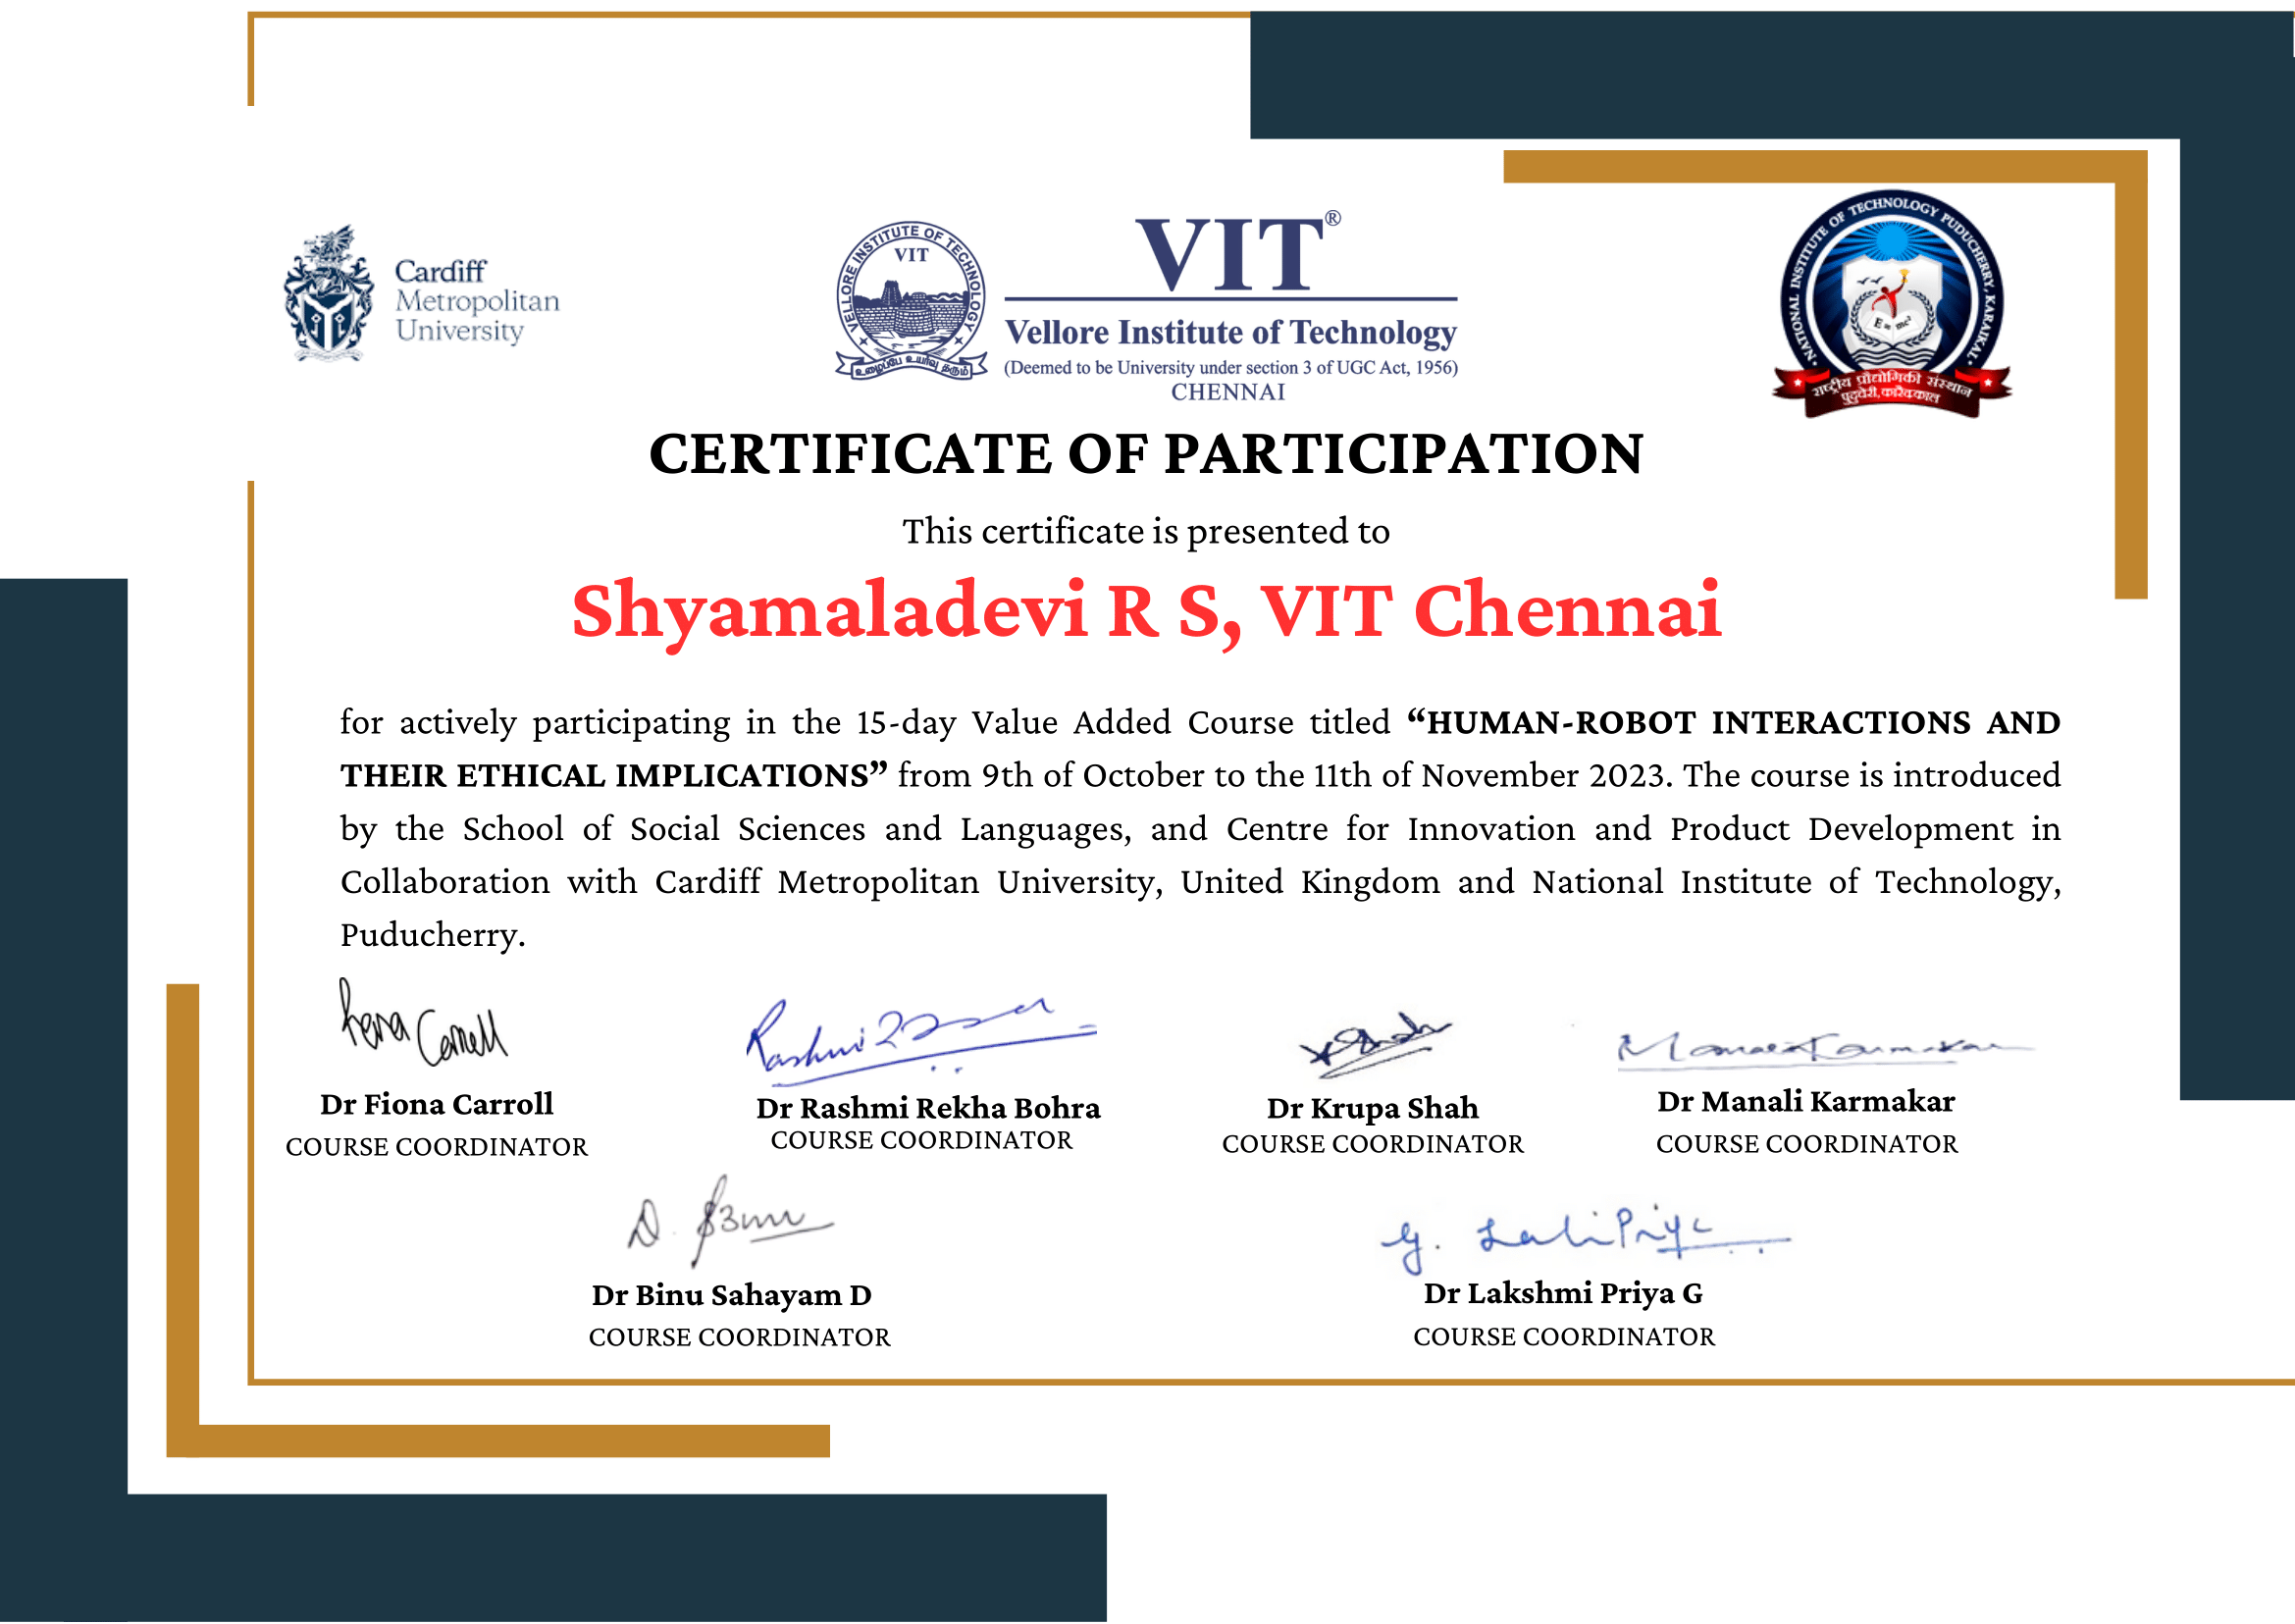 Cardiff
Metropolitan
University
VELLORE INSTITUTE OF TECHNOLOGY
VIT
உழைப்பே உயர்வு தரும்
VIT®
Vellore Institute of Technology
(Deemed to be University under section 3 of UGC Act, 1956)
CHENNAI
NATIONAL INSTITUTE OF TECHNOLOGY PUDUCHERRY, KARAIKAL
E = mc²
राष्ट्रीय प्रौद्योगिकी संस्थान
पुदुचेरी, कारैकाल
CERTIFICATE OF PARTICIPATION
This certificate is presented to
Shyamaladevi R S, VIT Chennai
for actively participating in the 15-day Value Added Course titled “HUMAN-ROBOT INTERACTIONS AND
THEIR ETHICAL IMPLICATIONS” from 9th of October to the 11th of November 2023. The course is introduced
by the School of Social Sciences and Languages, and Centre for Innovation and Product Development in
Collaboration with Cardiff Metropolitan University, United Kingdom and National Institute of Technology,
Puducherry.
Dr Fiona Carroll
COURSE COORDINATOR
Dr Rashmi Rekha Bohra
COURSE COORDINATOR
Dr Krupa Shah
COURSE COORDINATOR
Dr Manali Karmakar
COURSE COORDINATOR
Dr Binu Sahayam D
COURSE COORDINATOR
Dr Lakshmi Priya G
COURSE COORDINATOR